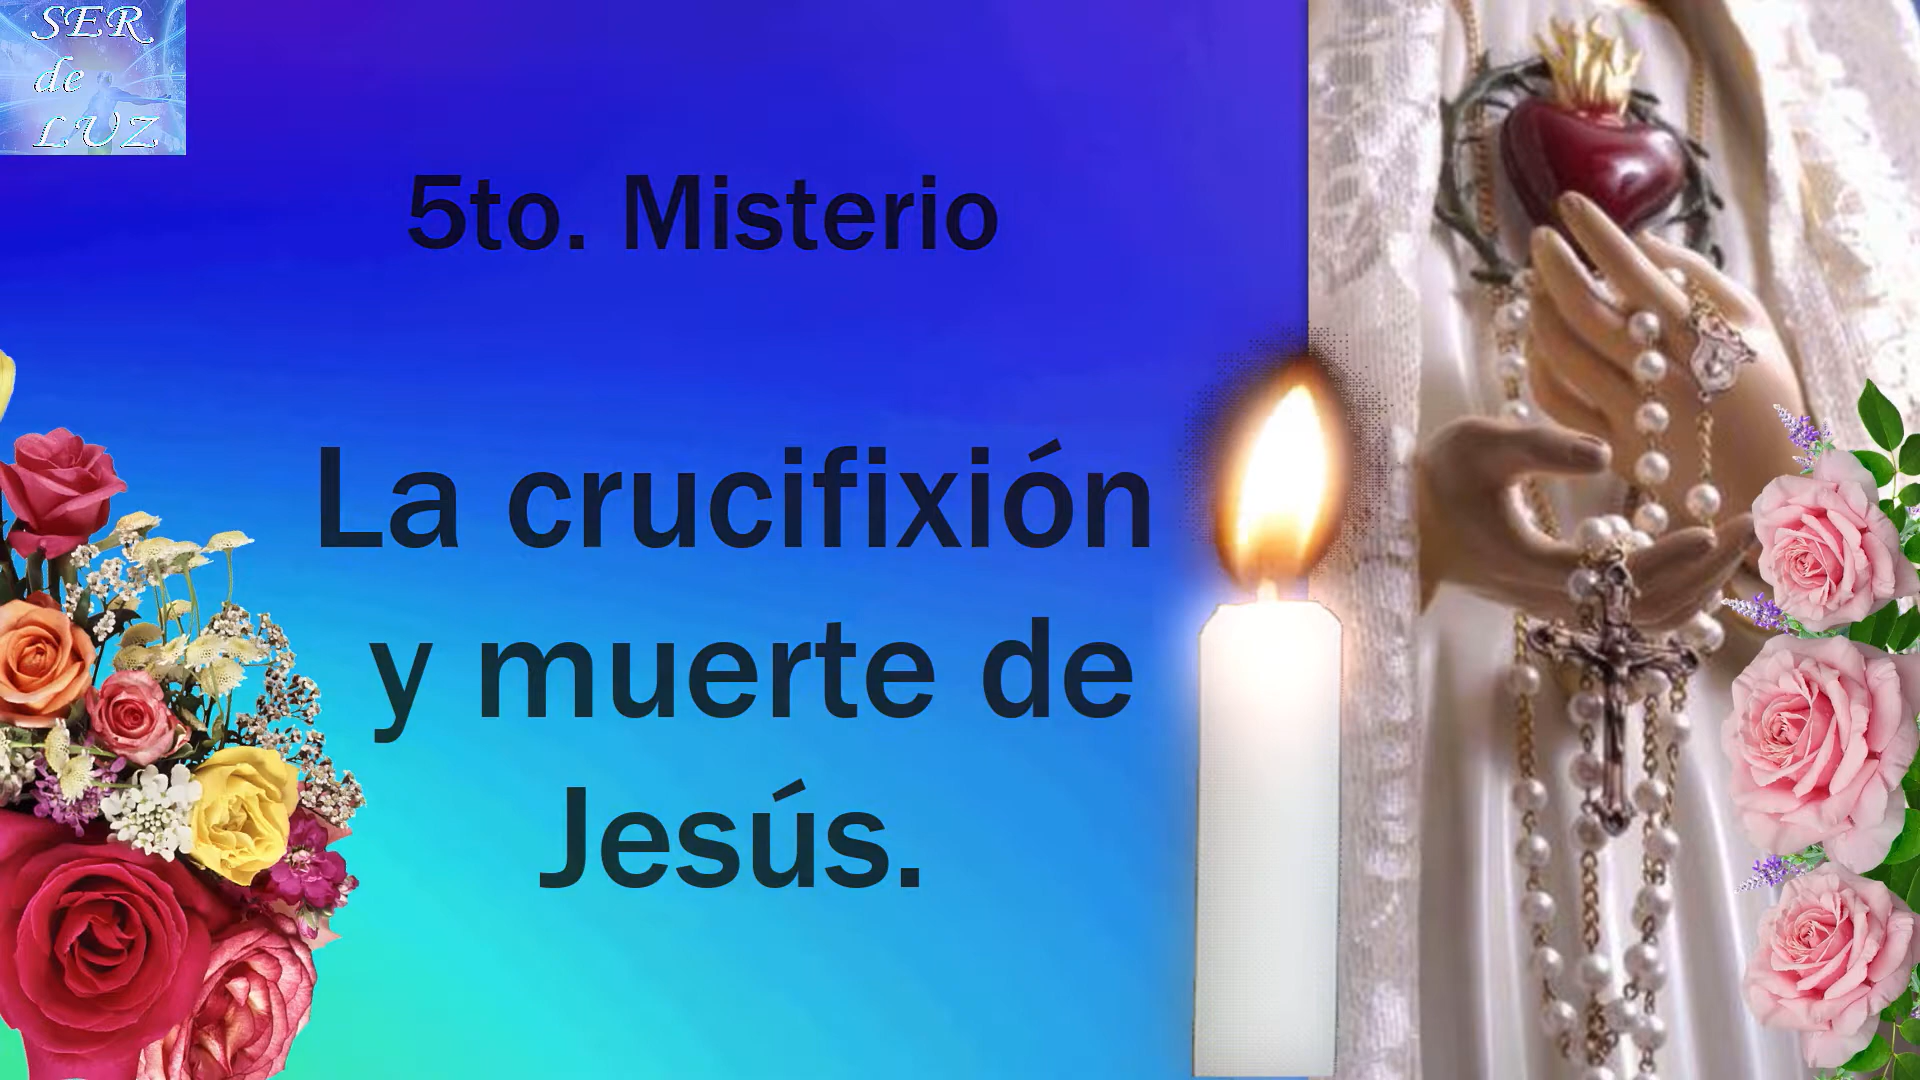 SER
de
LUZ
5to. Misterio
La crucifixión
y muerte de
Jesús.